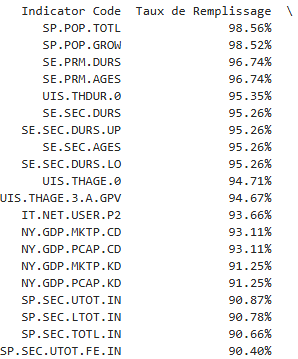 Indicator Code Taux de Remplissage \
SP.POP.TOTL 98.56%
SP.POP.GROW 98.52%
SE.PRM.DURS 96.74%
SE.PRM.AGES 96.74%
UIS.THDUR.0 95.35%
SE.SEC.DURS 95.26%
SE.SEC.DURS.UP 95.26%
SE.SEC.AGES 95.26%
SE.SEC.DURS.LO 95.26%
UIS.THAGE.0 94.71%
UIS.THAGE.3.A.GPV 94.67%
IT.NET.USER.P2 93.66%
NY.GDP.MKTP.CD 93.11%
NY.GDP.PCAP.CD 93.11%
NY.GDP.MKTP.KD 91.25%
NY.GDP.PCAP.KD 91.25%
SP.SEC.UTOT.IN 90.87%
SP.SEC.LTOT.IN 90.78%
SP.SEC.TOTL.IN 90.66%
SP.SEC.UTOT.FE.IN 90.40%